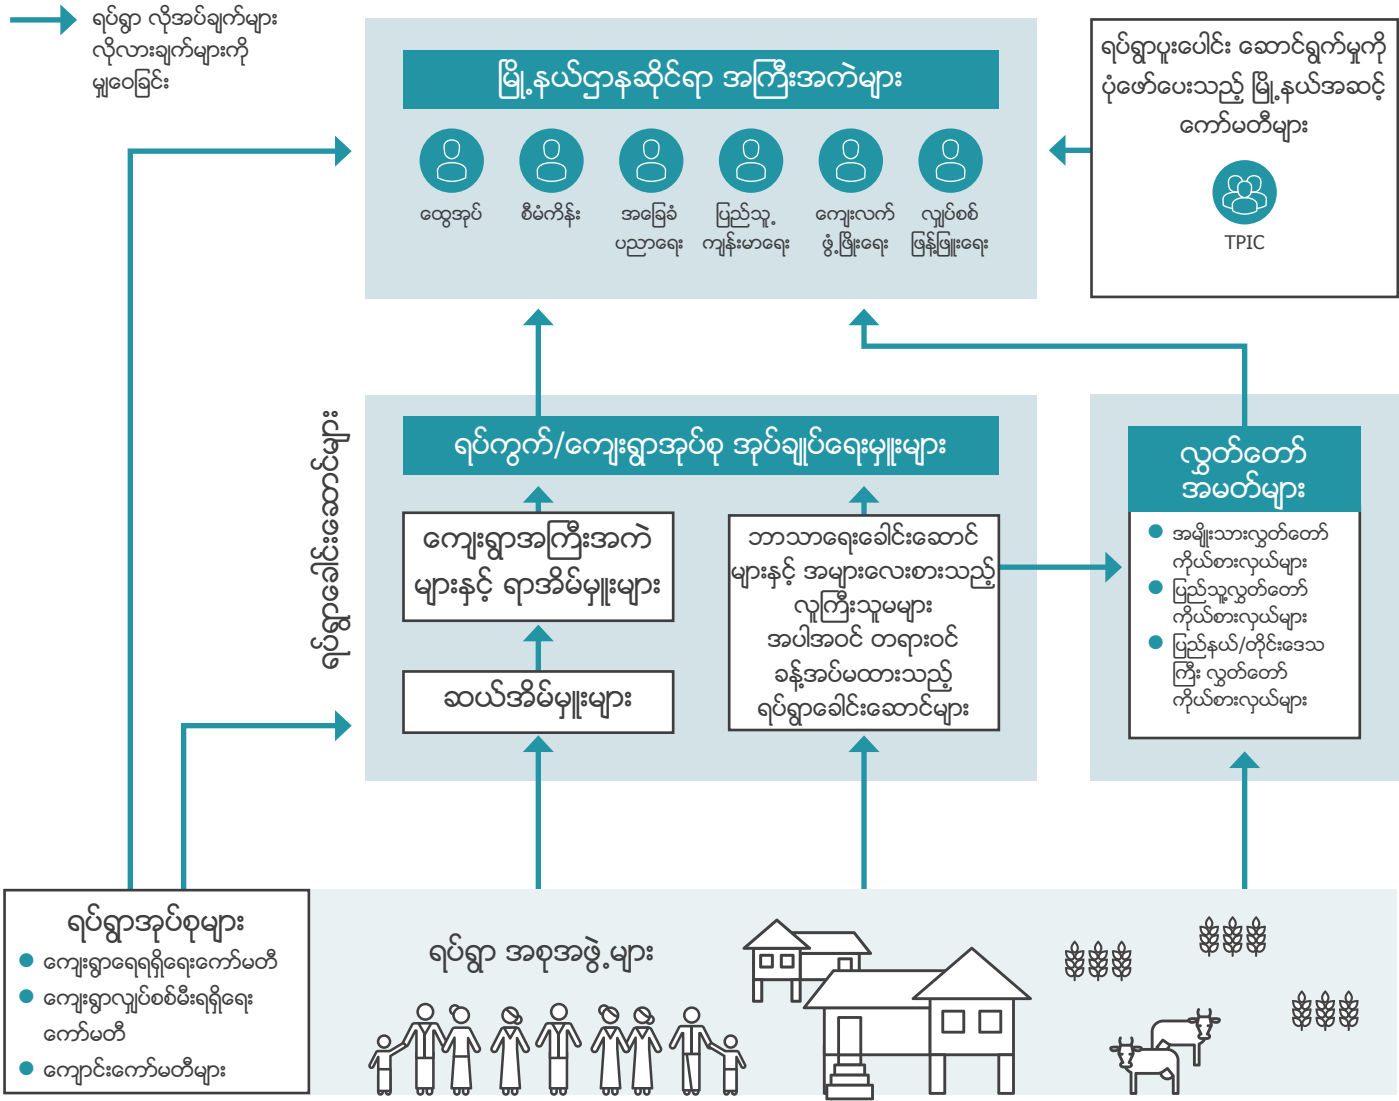 ရပ်ရွာ လိုအပ်ချက်များ
လိုလားချက်များကို
မျှဝေခြင်း
မြို့နယ်ဌာနဆိုင်ရာ အကြီးအကဲများ
ထွေအုပ်
စီမံကိန်း
အခြေခံ
ပညာရေး
ပြည်သူ့
ကျန်းမာရေး
ကျေးလက်
ဖွံ့ဖြိုးရေး
လျှပ်စစ်
ဖြန့်ဖြူးရေး
ရပ်ရွာပူးပေါင်း ဆောင်ရွက်မှုကို
ပုံဖော်ပေးသည့် မြို့နယ်အဆင့်
ကော်မတီများ
TPIC
ရပ်ရွာခေါင်းဆောင်များ
ရပ်ကွက်/ကျေးရွာအုပ်စု အုပ်ချုပ်ရေးမှူးများ
ကျေးရွာအကြီးအကဲ
များနှင့် ရာအိမ်မှူးများ
ဆယ်အိမ်မှူးများ
ဘာသာရေးခေါင်းဆောင်
များနှင့် အများလေးစားသည့်
လူကြီးသူမများ
အပါအဝင် တရားဝင်
ခန့်အပ်မထားသည့်
ရပ်ရွာခေါင်းဆောင်များ
လွှတ်တော်
အမတ်များ
အမျိုးသားလွှတ်တော်
ကိုယ်စားလှယ်များ
ပြည်သူ့လွှတ်တော်
ကိုယ်စားလှယ်များ
ပြည်နယ်/တိုင်းဒေသ
ကြီး လွှတ်တော်
ကိုယ်စားလှယ်များ
ရပ်ရွာအုပ်စုများ
ကျေးရွာရေရရှိရေးကော်မတီ
ကျေးရွာလျှပ်စစ်မီးရရှိရေး
ကော်မတီ
ကျောင်းကော်မတီများ
ရပ်ရွာ အစုအဖွဲ့များ